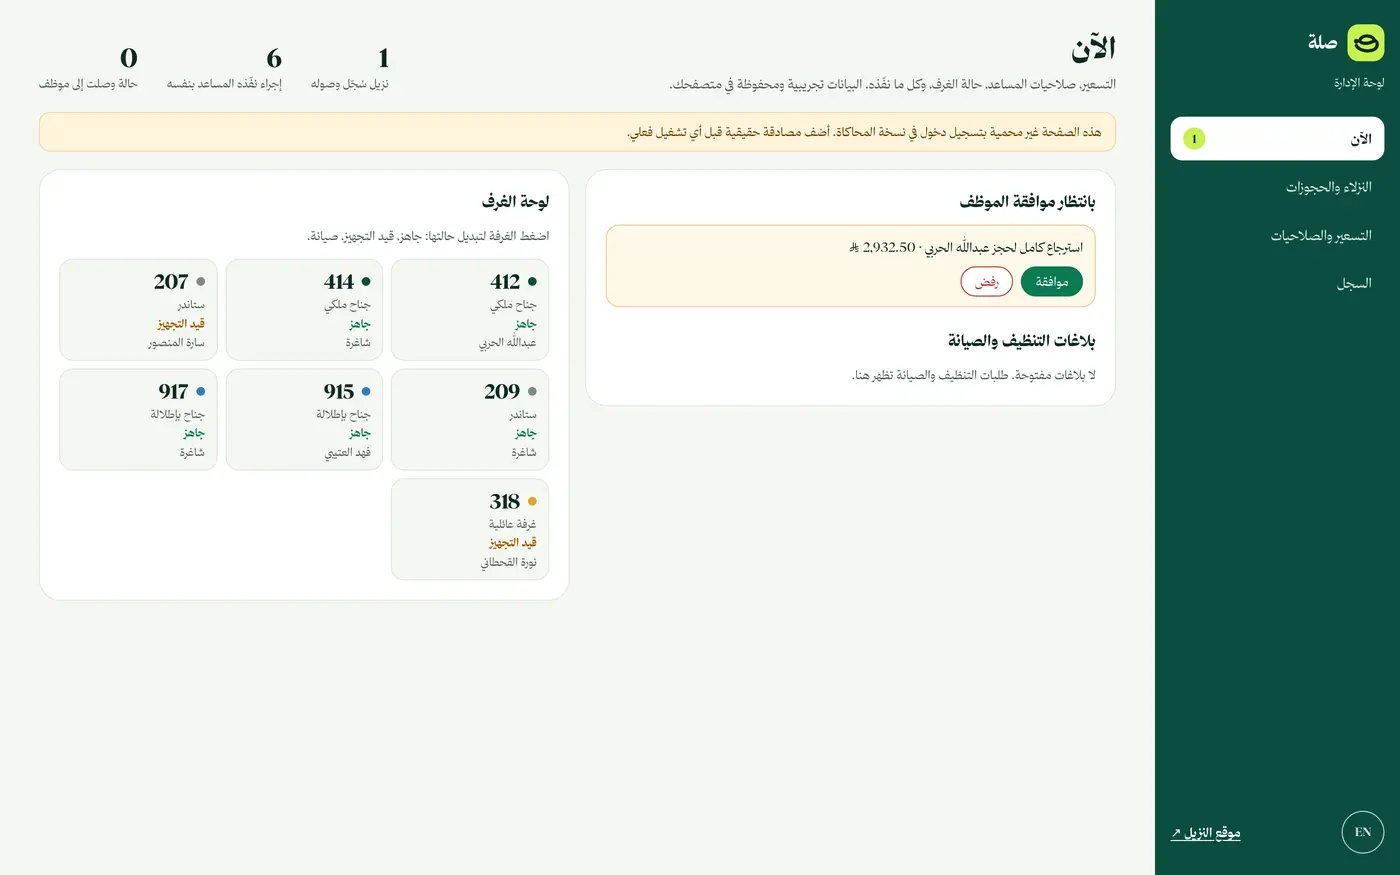 صلة
لوحة الإدارة
الآن
1
النزلاء والحجوزات
التسعير والصلاحيات
السجل
EN
موقع النزيل ↗
الآن
التسعير، صلاحيات المساعد، حالة الغرف، وكل ما نفّذه. البيانات تجريبية ومحفوظة في متصفحك.
1
نزيل سُجّل وصوله
6
إجراء نفّذه المساعد بنفسه
0
حالة وصلت إلى موظف
هذه الصفحة غير محمية بتسجيل دخول في نسخة المحاكاة. أضف مصادقة حقيقية قبل أي تشغيل فعلي.
بانتظار موافقة الموظف
استرجاع كامل لحجز عبدالله الحربي · 2,932.50 ⃁
موافقة
رفض
بلاغات التنظيف والصيانة
لا بلاغات مفتوحة. طلبات التنظيف والصيانة تظهر هنا.
لوحة الغرف
اضغط الغرفة لتبديل حالتها: جاهز، قيد التجهيز، صيانة.
412
جناح ملكي
جاهز
عبدالله الحربي
414
جناح ملكي
جاهز
شاغرة
207
ستاندر
قيد التجهيز
سارة المنصور
209
ستاندر
جاهز
شاغرة
915
جناح بإطلالة
جاهز
فهد العتيبي
917
جناح بإطلالة
جاهز
شاغرة
318
غرفة عائلية
قيد التجهيز
نورة القحطاني